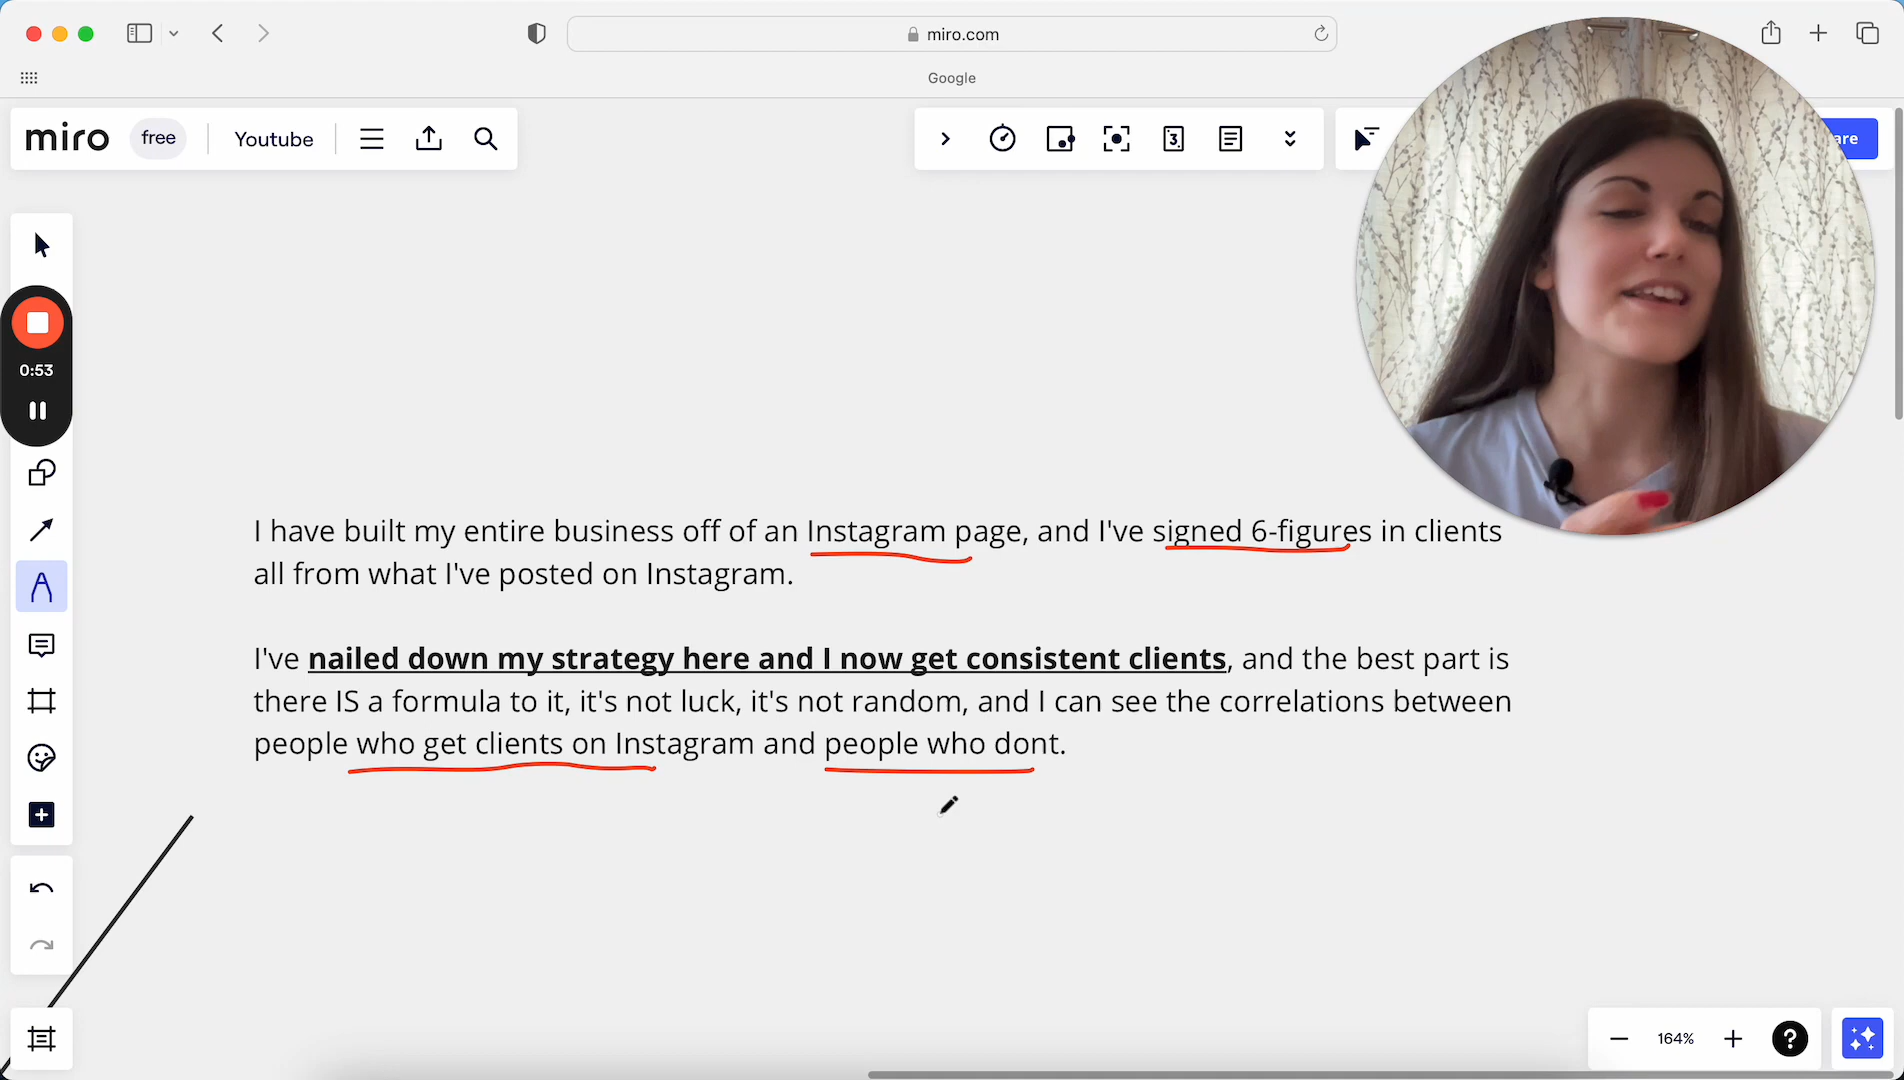 miro.com
Google
miro free Youtube
3
are
0:53
I have built my entire business off of an Instagram page, and I've signed 6-figures in clients
all from what I've posted on Instagram.
I've nailed down my strategy here and I now get consistent clients, and the best part is
there IS a formula to it, it's not luck, it's not random, and I can see the correlations between
people who get clients on Instagram and people who dont.
164% ?